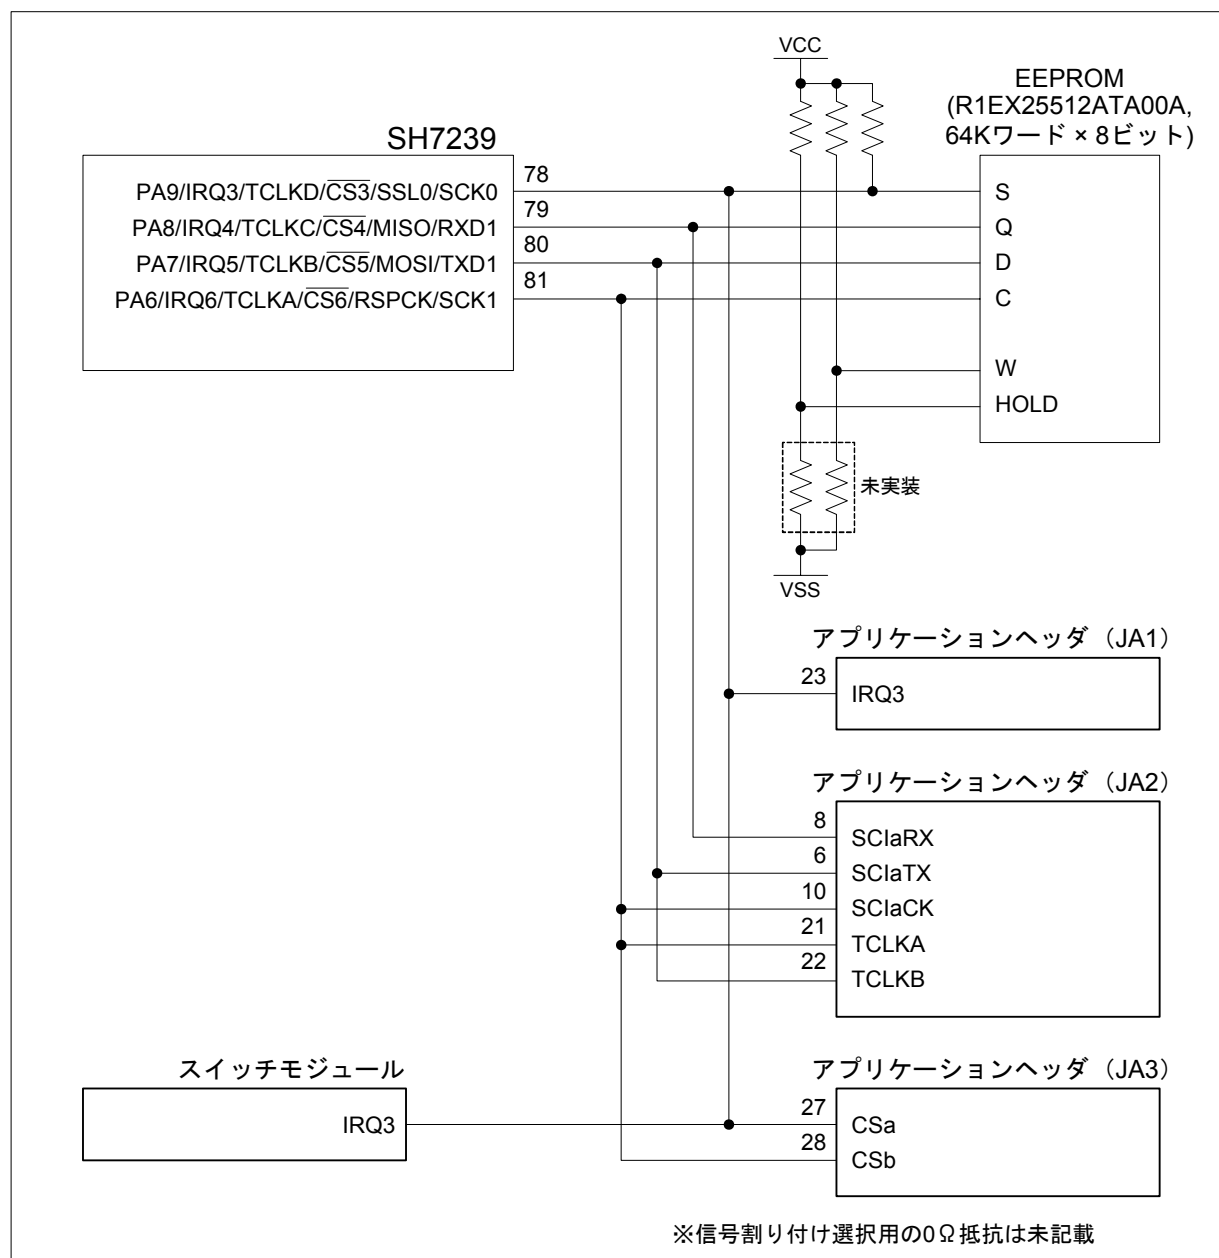 VCC
EEPROM
(R1EX25512ATA00A,
64Kワード × 8ビット)
SH7239
PA9/IRQ3/TCLKD/CS3/SSL0/SCK0
78
S
PA8/IRQ4/TCLKC/CS4/MISO/RXD1
79
Q
PA7/IRQ5/TCLKB/CS5/MOSI/TXD1
80
D
PA6/IRQ6/TCLKA/CS6/RSPCK/SCK1
81
C
W
HOLD
未実装
VSS
アプリケーションヘッダ（JA1）
23
IRQ3
アプリケーションヘッダ（JA2）
8
SCIaRX
6
SCIaTX
10
SCIaCK
21
TCLKA
22
TCLKB
スイッチモジュール
IRQ3
アプリケーションヘッダ（JA3）
27
CSa
28
CSb
※信号割り付け選択用の0Ω抵抗は未記載